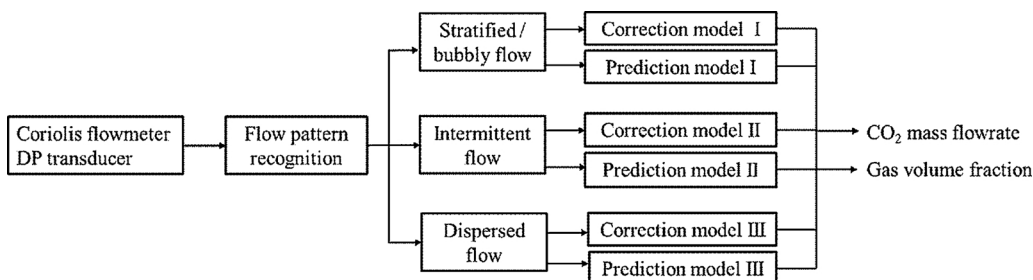 Stratified /
bubbly flow
Correction model I
Prediction model I
Coriolis flowmeter
DP transducer
Flow pattern
recognition
Intermittent
flow
Correction model II
Prediction model II
CO₂ mass flowrate
Gas volume fraction
Dispersed
flow
Correction model III
Prediction model III